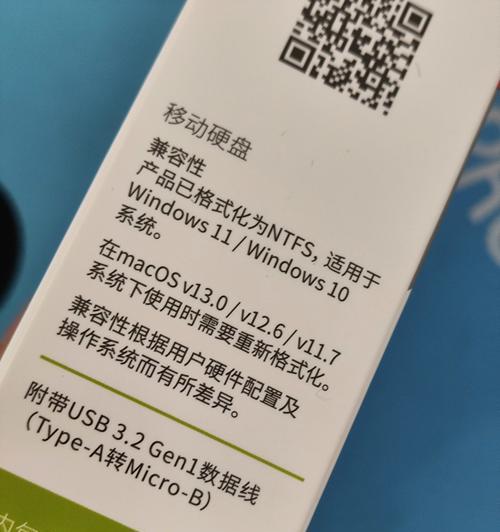 移动硬盘
兼容性
产品已格式化为NTFS, 适用于
Windows 11 / Windows 10
系统。
在macOS v13.0 / v12.6 / v11.7
系统下使用时需要重新格式化。
兼容性根据用户硬件配置及
操作系统而有所差异。
附带USB 3.2 Gen1数据线
（Type-A转Micro-B）